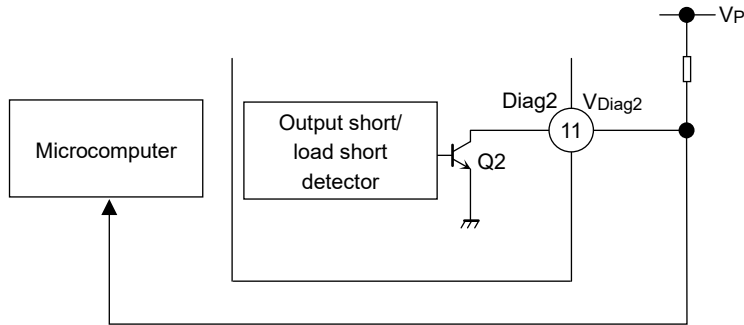 VP
Diag2
VDiag2
11
Output short/
load short
detector
Microcomputer
Q2